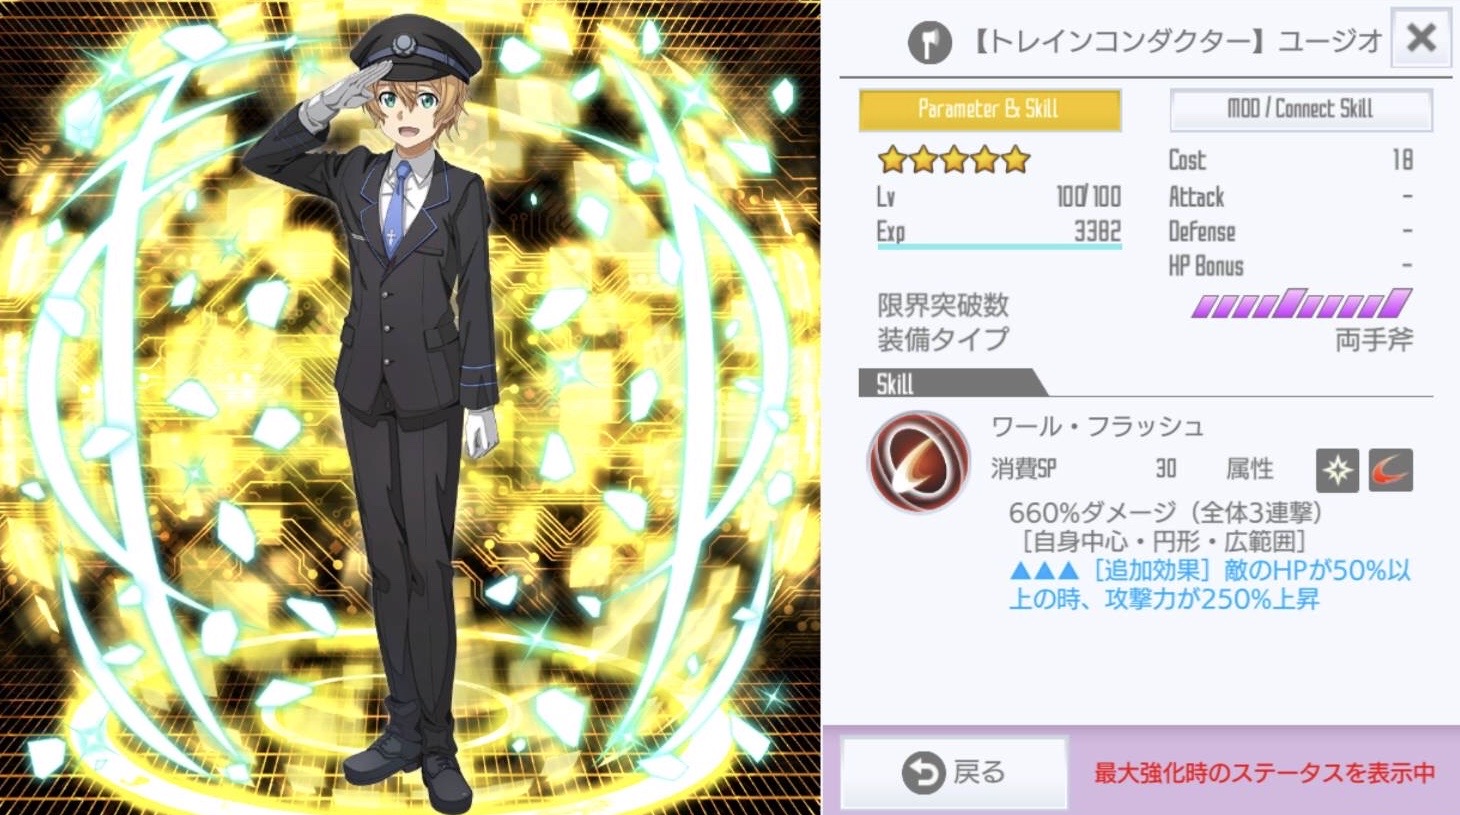 【トレインコンダクター】ユージオ
Parameter & Skill
MOD / Connect Skill
Lv 100/100
Exp 3382
Cost 18
Attack -
Defense -
HP Bonus -
限界突破数
装備タイプ 両手斧
Skill
ワール・フラッシュ
消費SP 30 属性
660%ダメージ（全体3連撃）
［自身中心・円形・広範囲］
▲▲▲［追加効果］敵のHPが50%以
上の時、攻撃力が250%上昇
戻る
最大強化時のステータスを表示中